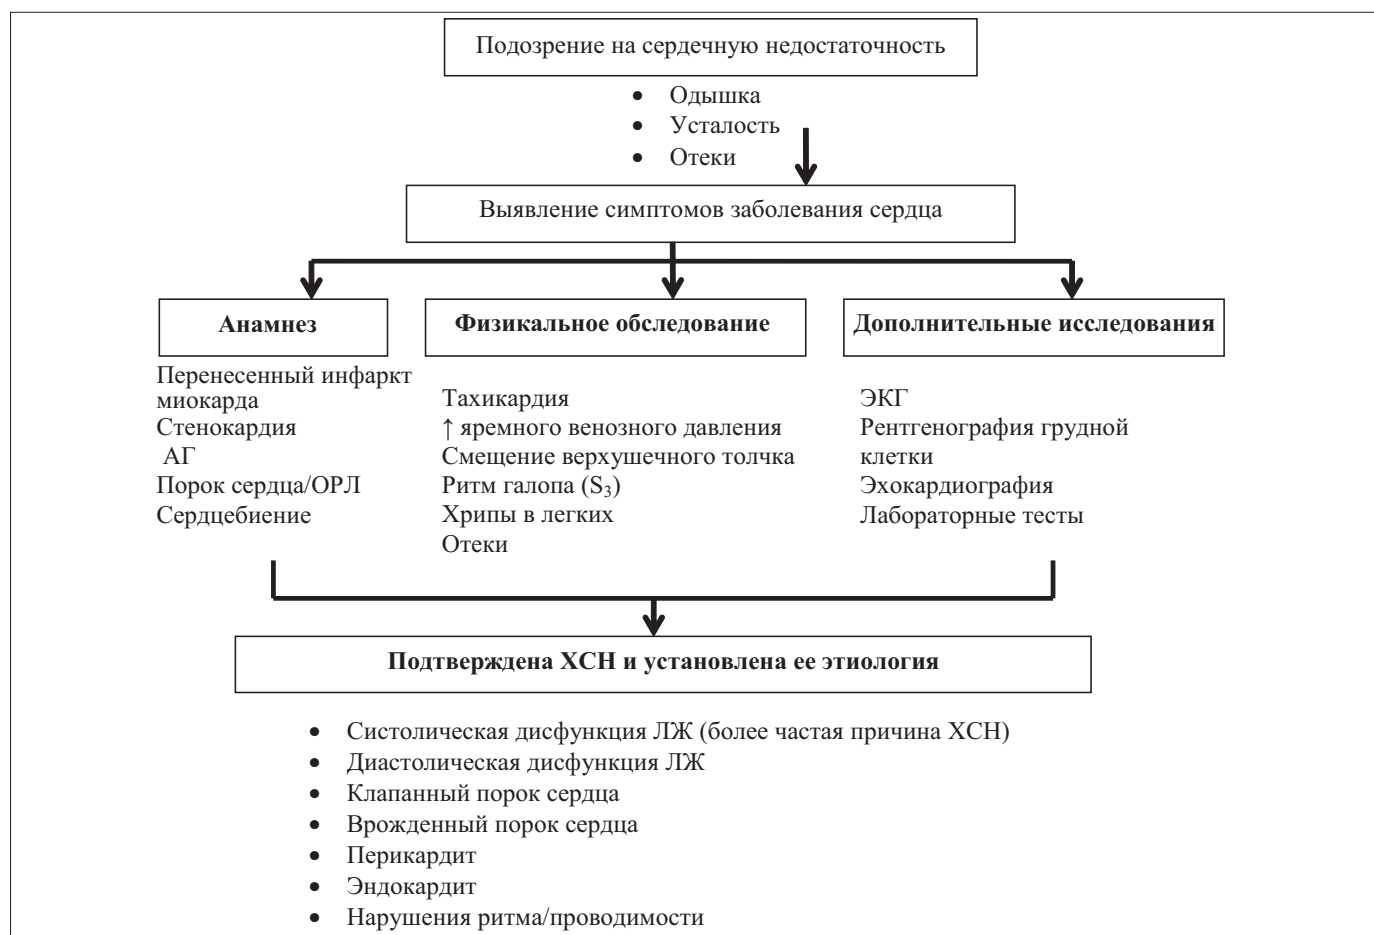 Подозрение на сердечную недостаточность
• Одышка
• Усталость
• Отеки
Выявление симптомов заболевания сердца
Анамнез
Перенесенный инфаркт
миокарда
Стенокардия
АГ
Порок сердца/ОРЛ
Сердцебиение
Физикальное обследование
Тахикардия
↑ яремного венозного давления
Смещение верхушечного толчка
Ритм галопа (S₃)
Хрипы в легких
Отеки
Дополнительные исследования
ЭКГ
Рентгенография грудной
клетки
Эхокардиография
Лабораторные тесты
Подтверждена ХСН и установлена ее этиология
• Систолическая дисфункция ЛЖ (более частая причина ХСН)
• Диастолическая дисфункция ЛЖ
• Клапанный порок сердца
• Врожденный порок сердца
• Перикардит
• Эндокардит
• Нарушения ритма/проводимости